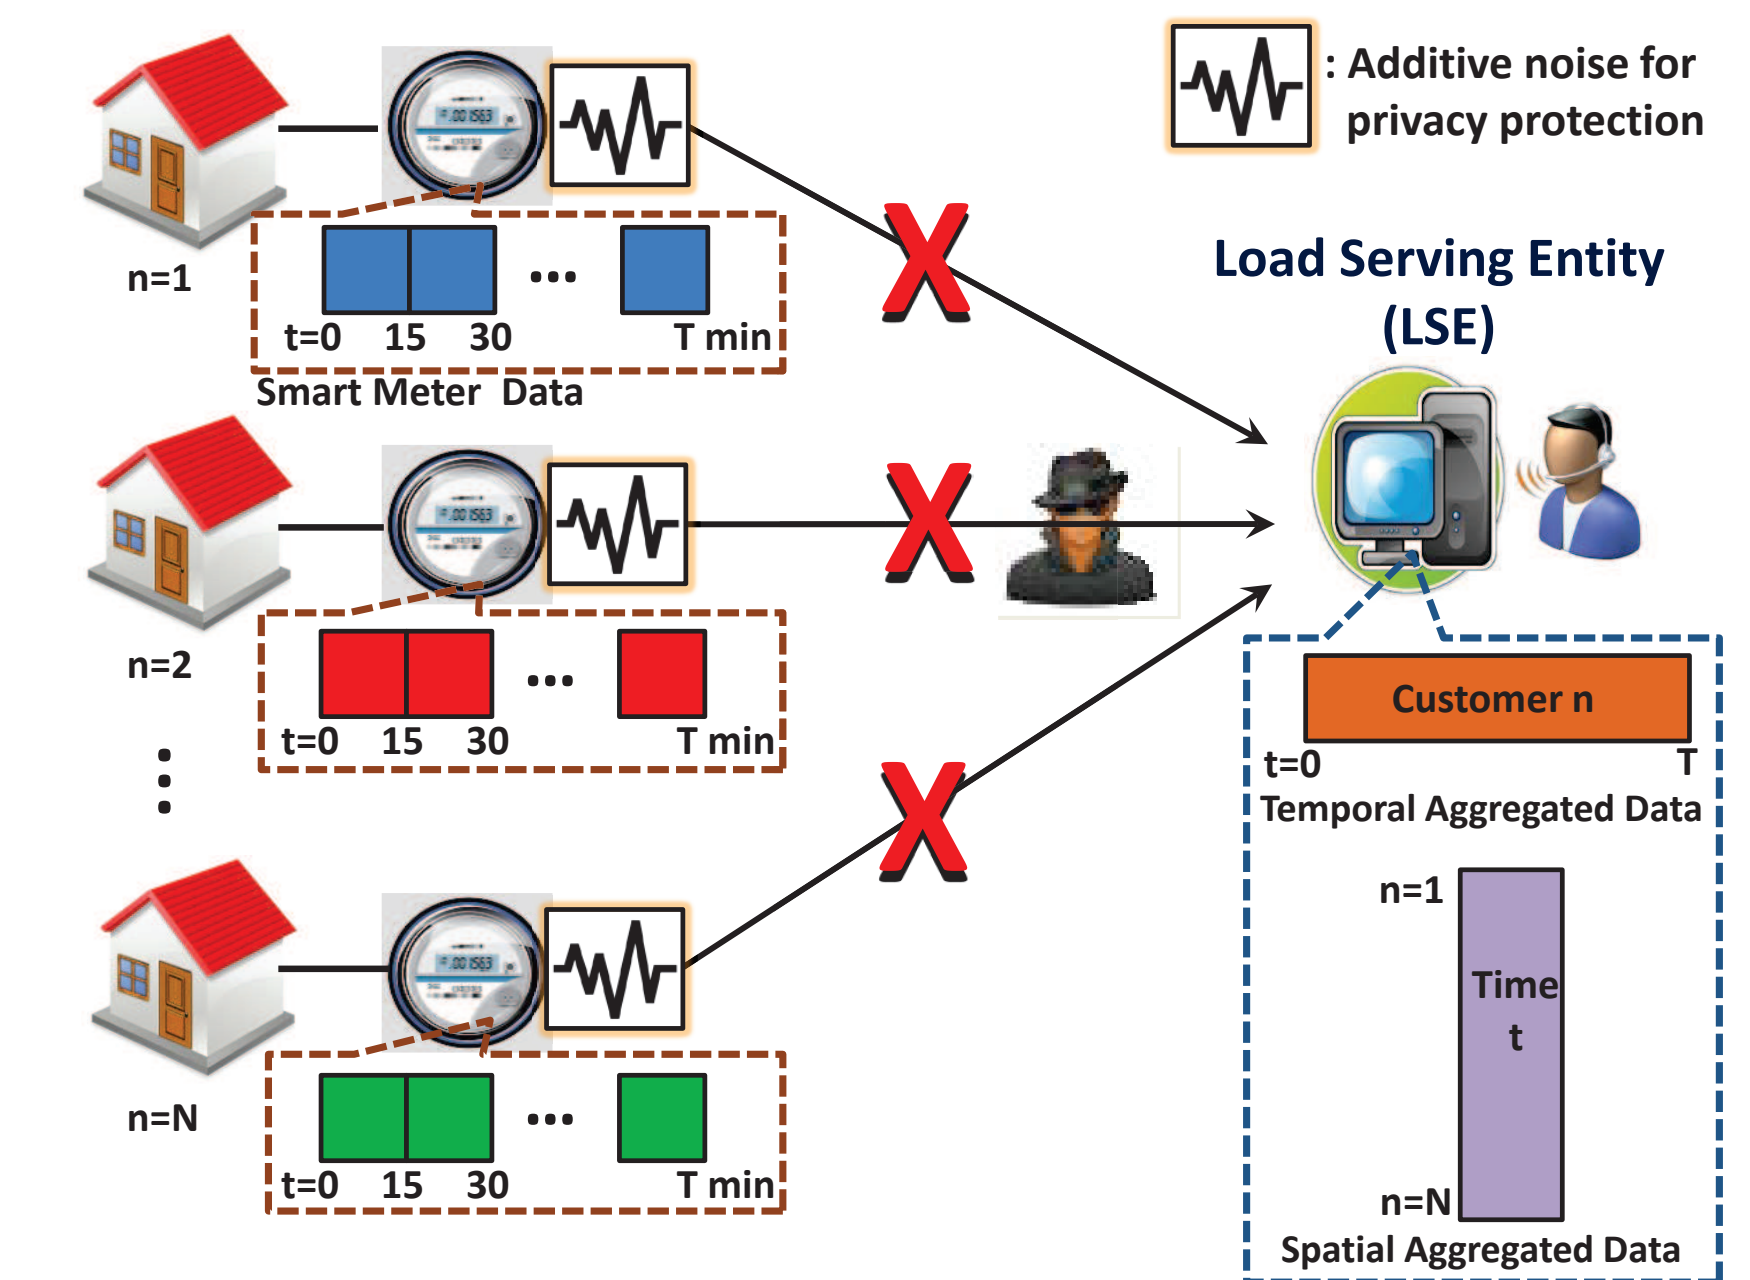 : Additive noise for
privacy protection
n=1
t=0 15 30 T min
Smart Meter Data
Load Serving Entity
(LSE)
n=2
t=0 15 30 T min
Customer n
t=0 T
Temporal Aggregated Data
n=1
Time
t
n=N
Spatial Aggregated Data
n=N
t=0 15 30 T min